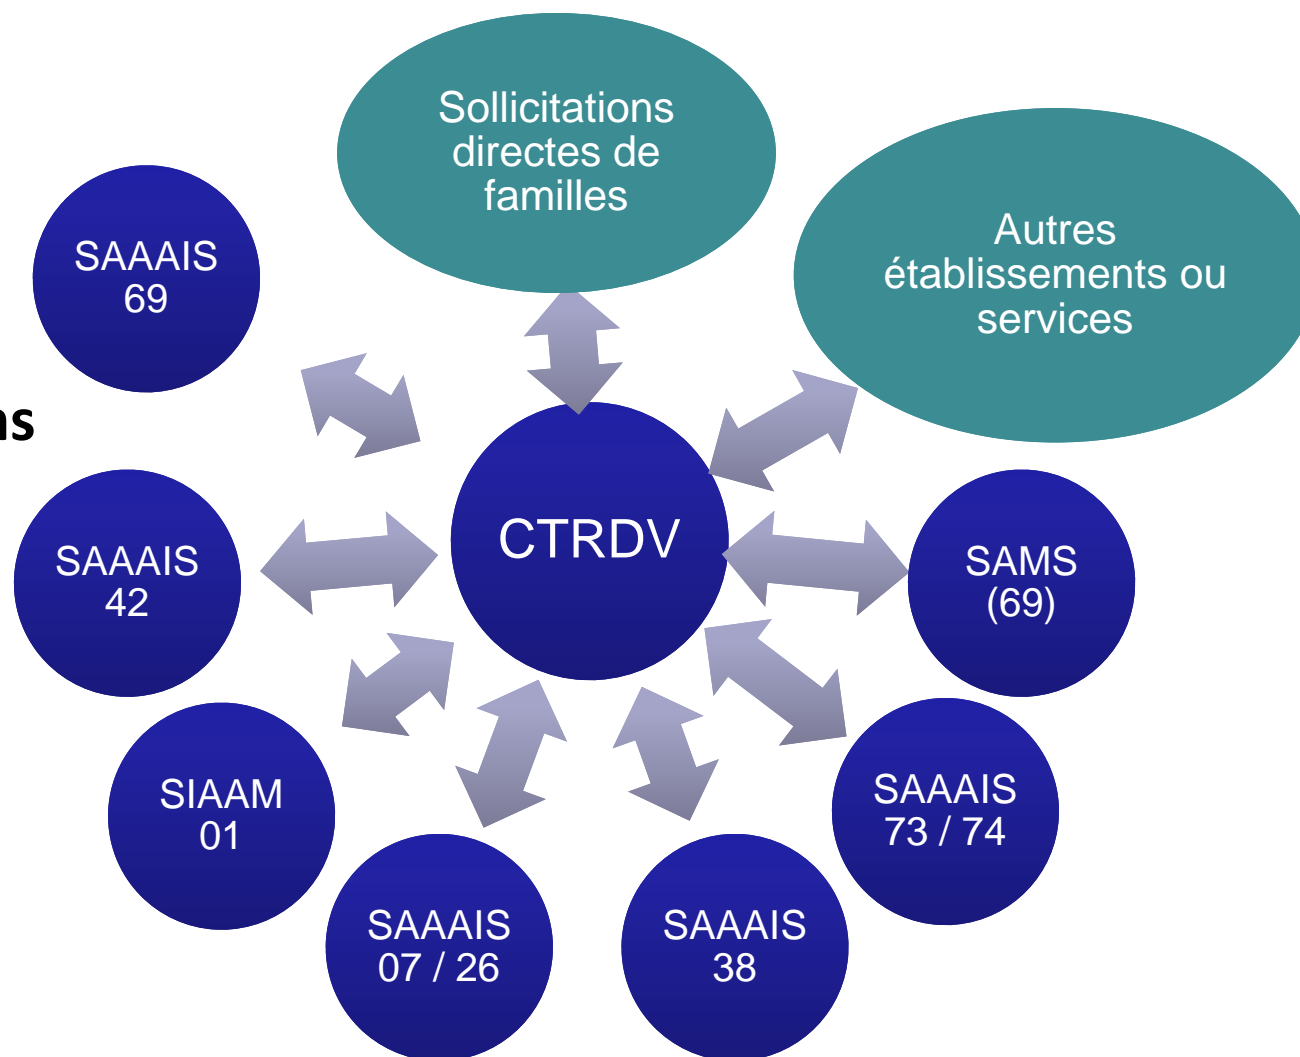 Sollicitations
directes de
familles
Autres
établissements ou
services
SAAAIS
69
CTRDV
SAAAIS
42
SAMS
(69)
SIAAM
01
SAAAIS
73 / 74
SAAAIS
07 / 26
SAAAIS
38